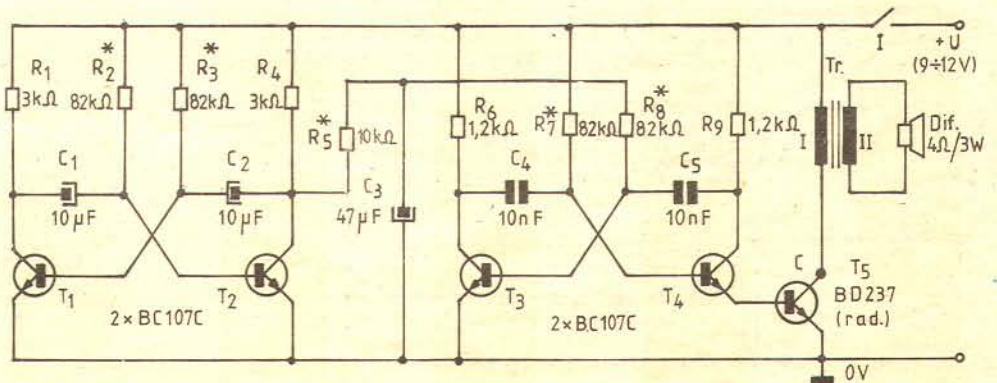 R1
3kΩ
*
R2
82kΩ
*
R3
82kΩ
R4
3kΩ
C1
10µF
C2
10µF
*
R5
10kΩ
C3
47µF
T1
T2
2×BC107C
R6
1,2kΩ
*
R7
82kΩ
*
R8
82kΩ
R9
1,2kΩ
C4
10nF
C5
10nF
T3
T4
2×BC107C
I
+U
(9÷12V)
Tr.
I
II
Dif.
4Ω/3W
C
T5
BD237
(rad.)
0V